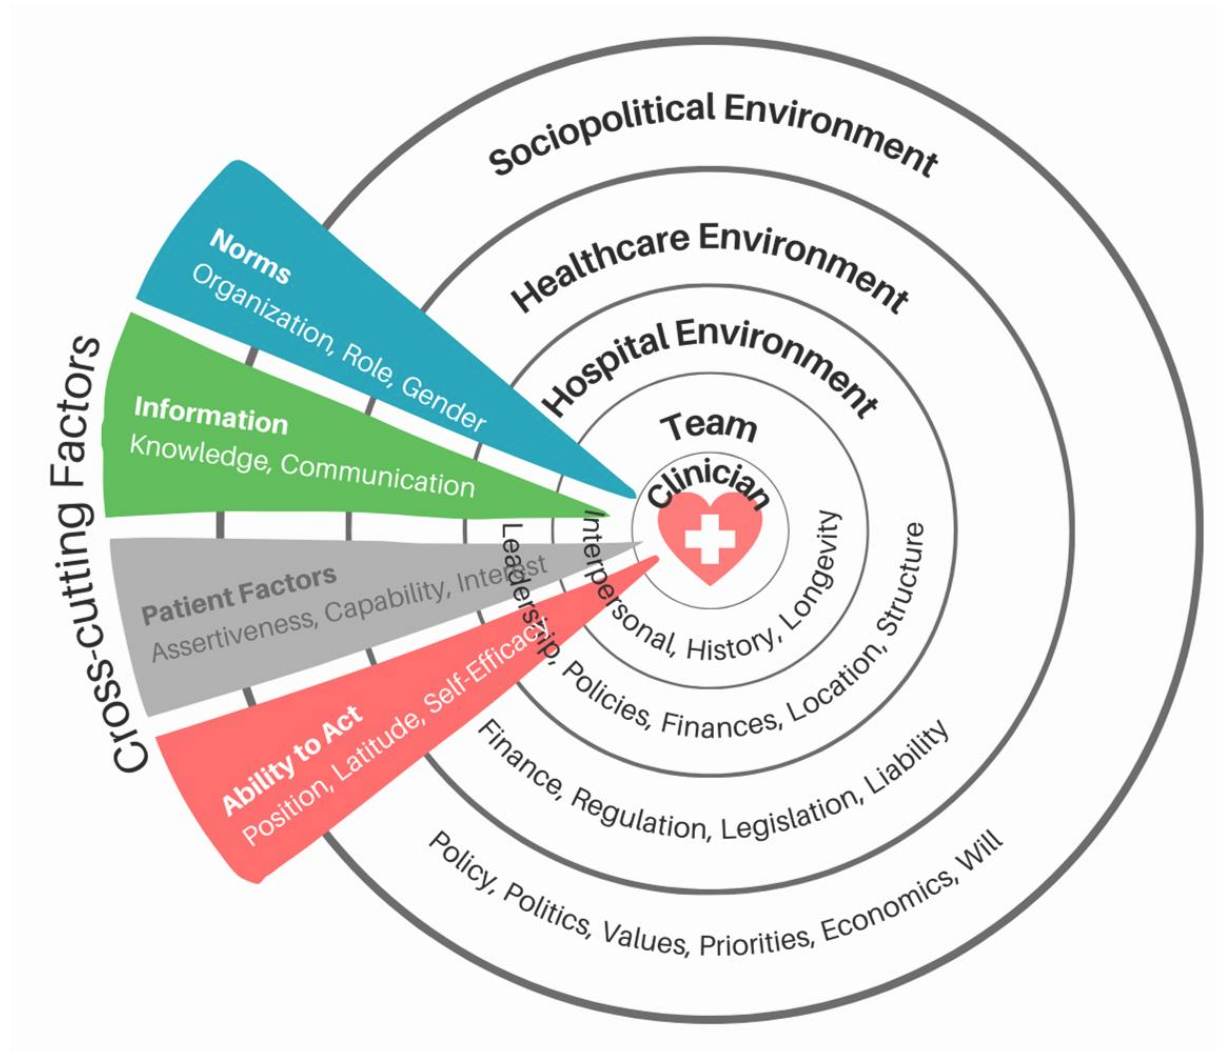 Sociopolitical Environment
Healthcare Environment
Hospital Environment
Team
Clinician
Cross-cutting Factors
Norms
Organization, Role, Gender
Information
Knowledge, Communication
Patient Factors
Assertiveness, Capability, Interest
Ability to Act
Position, Latitude, Self-Efficacy
Interpersonal, History, Longevity
Leadership, Policies, Finances, Location, Structure
Finance, Regulation, Legislation, Liability
Policy, Politics, Values, Priorities, Economics, Will